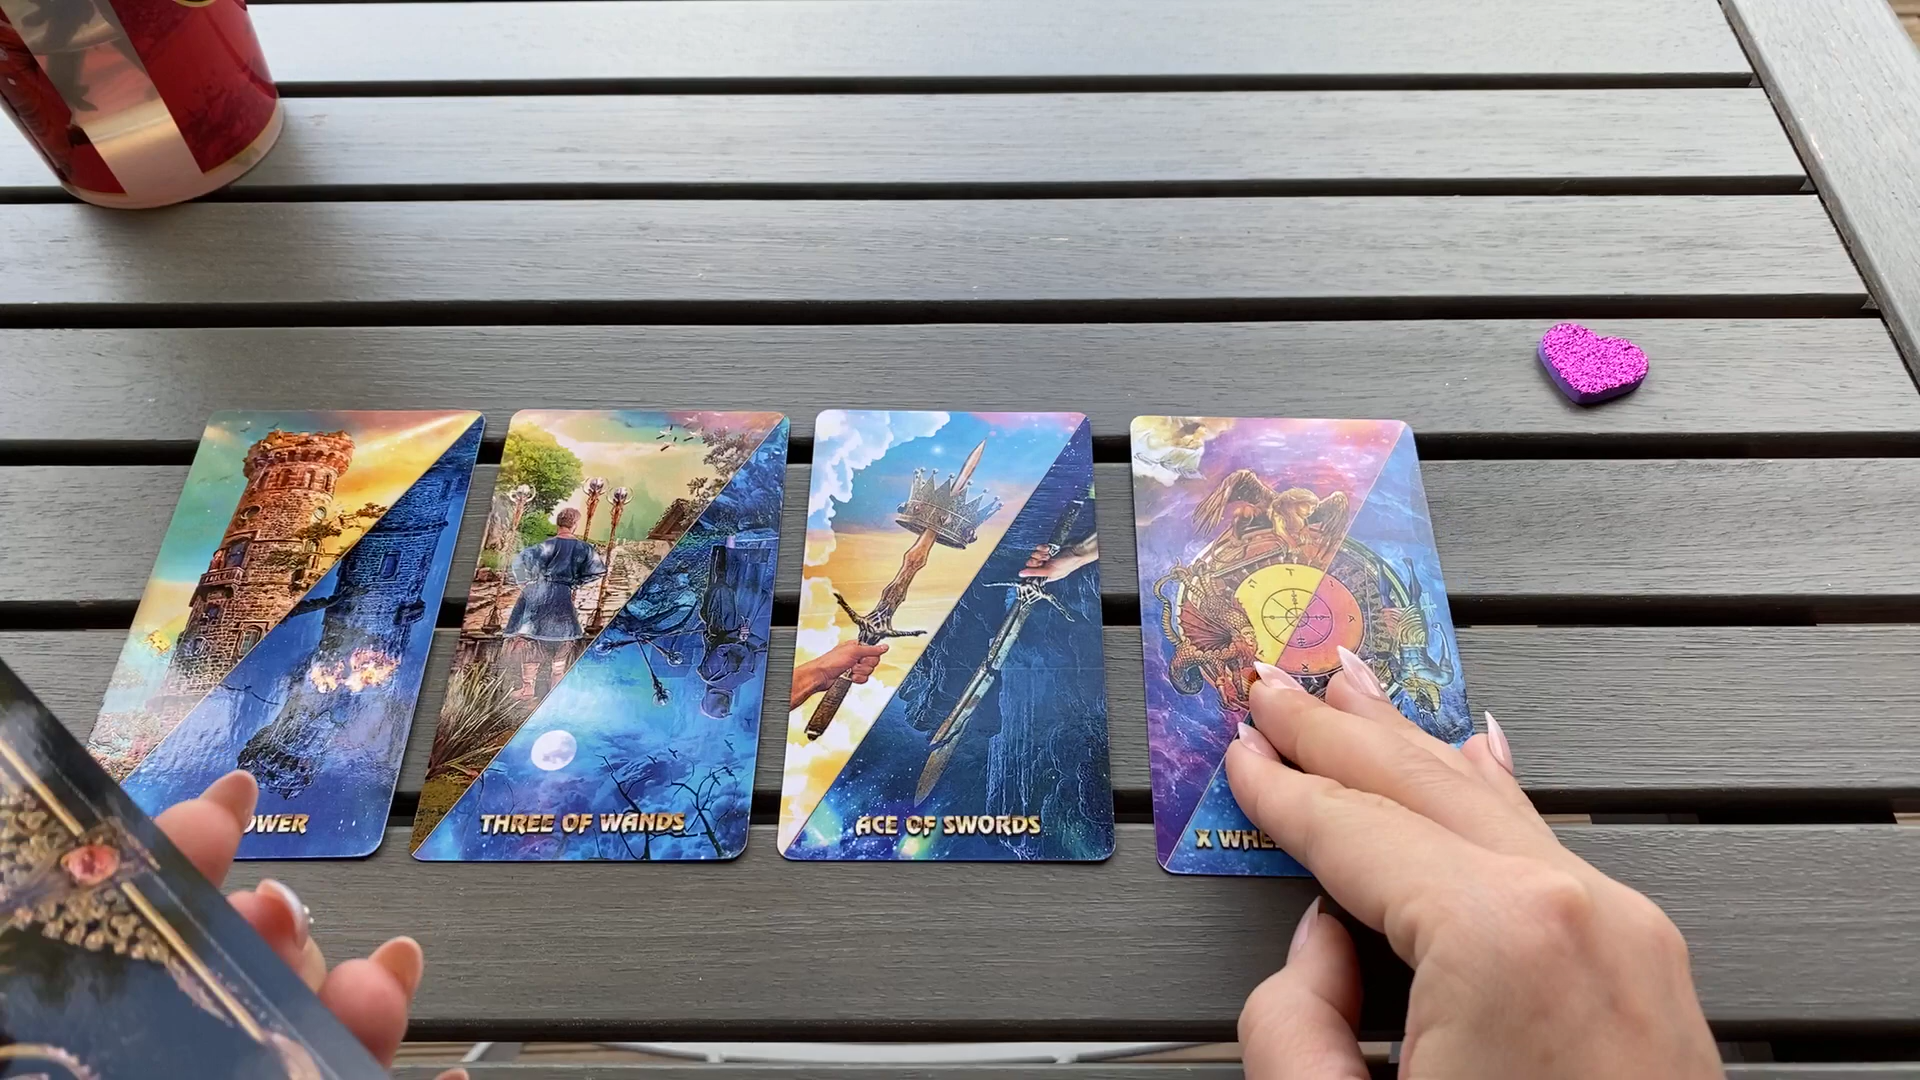 OWER
THREE OF WANDS
ACE OF SWORDS
X WHE